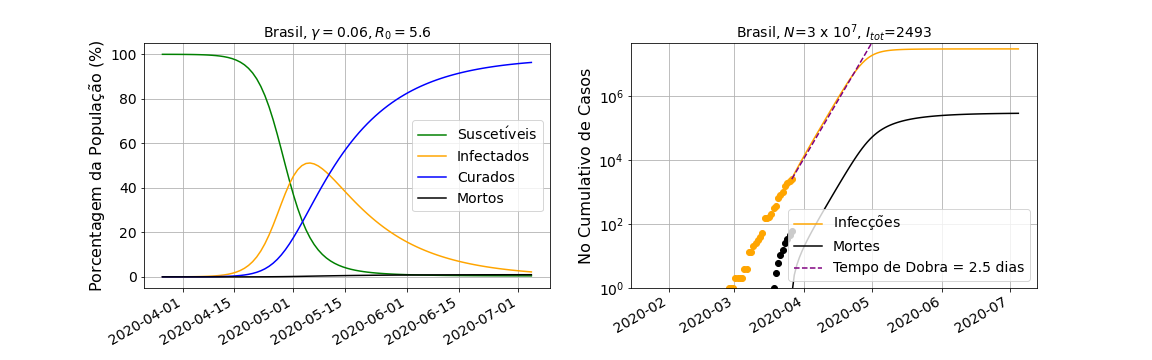 Brasil, γ = 0.06, R₀ = 5.6
Porcentagem da População (%)
100
80
60
40
20
0
Suscetíveis
Infectados
Curados
Mortos
2020-04-01
2020-04-15
2020-05-01
2020-05-15
2020-06-01
2020-06-15
2020-07-01
Brasil, N=3 x 10⁷, Iₜₒₜ=2493
No Cumulativo de Casos
10⁶
10⁴
10²
10⁰
Infecções
Mortes
Tempo de Dobra = 2.5 dias
2020-02
2020-03
2020-04
2020-05
2020-06
2020-07